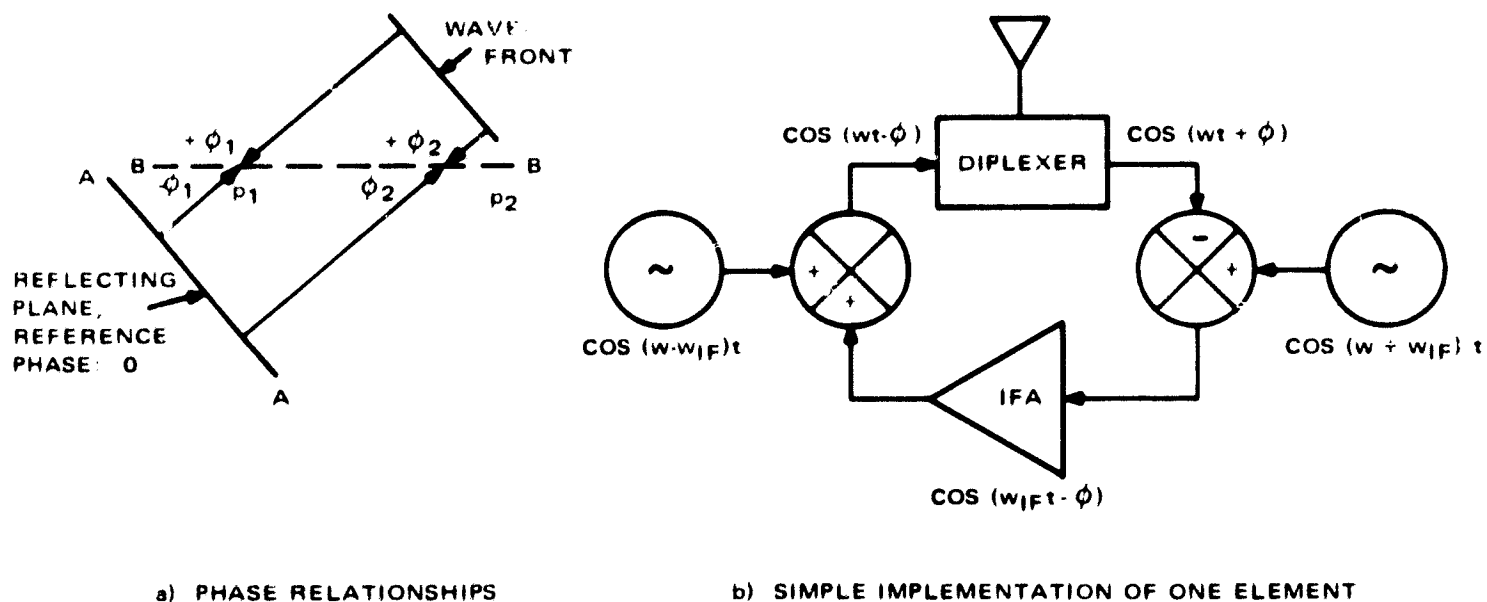 WAVE
FRONT
+ ϕ1
+ ϕ2
B
B
A
-ϕ1
p1
ϕ2
p2
REFLECTING
PLANE,
REFERENCE
PHASE: 0
A
COS (wt-ϕ)
DIPLEXER
COS (wt + ϕ)
~
+
+
-
+
~
COS (w-wIF)t
COS (w + wIF) t
IFA
COS (wIFt - ϕ)
a) PHASE RELATIONSHIPS
b) SIMPLE IMPLEMENTATION OF ONE ELEMENT